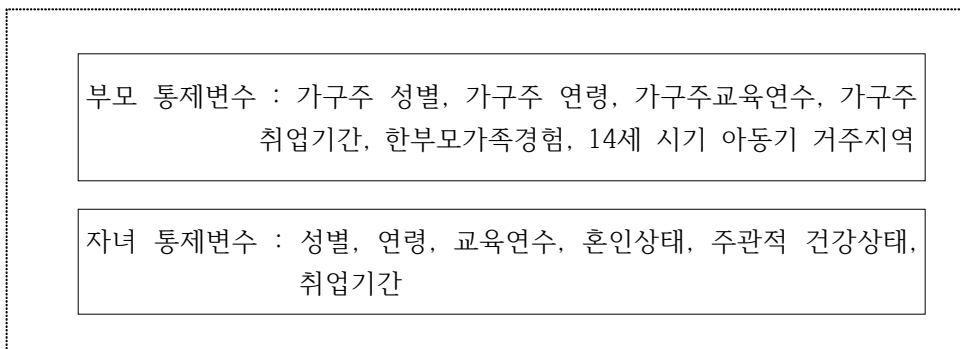 부모 통제변수 : 가구주 성별, 가구주 연령, 가구주교육연수, 가구주
취업기간, 한부모가족경험, 14세 시기 아동기 거주지역
자녀 통제변수 : 성별, 연령, 교육연수, 혼인상태, 주관적 건강상태,
취업기간